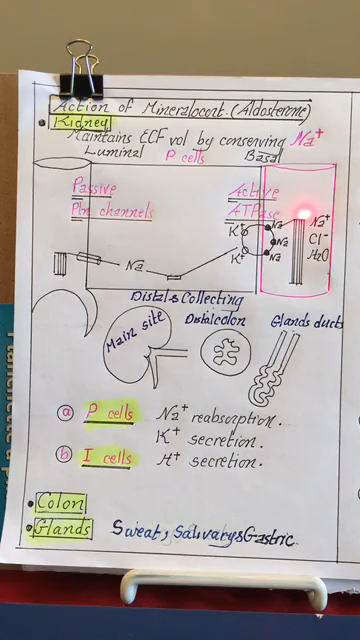 Action of Mineralocort. (Aldosterone)
Kidney
Maintains ECF vol by conserving Na⁺
Luminal P cells Basal
Passive Active
Ptn channels ATPase
K⁺ Na Na⁺
Na Cl⁻
K⁺ Na H₂O
Na
Distal & Collecting
Main site Distal colon Glands ducts
a P cells Na⁺ reabsorption.
K⁺ secretion.
b I cells H⁺ secretion.
Colon
Glands Sweat, Salivary & Gastric.